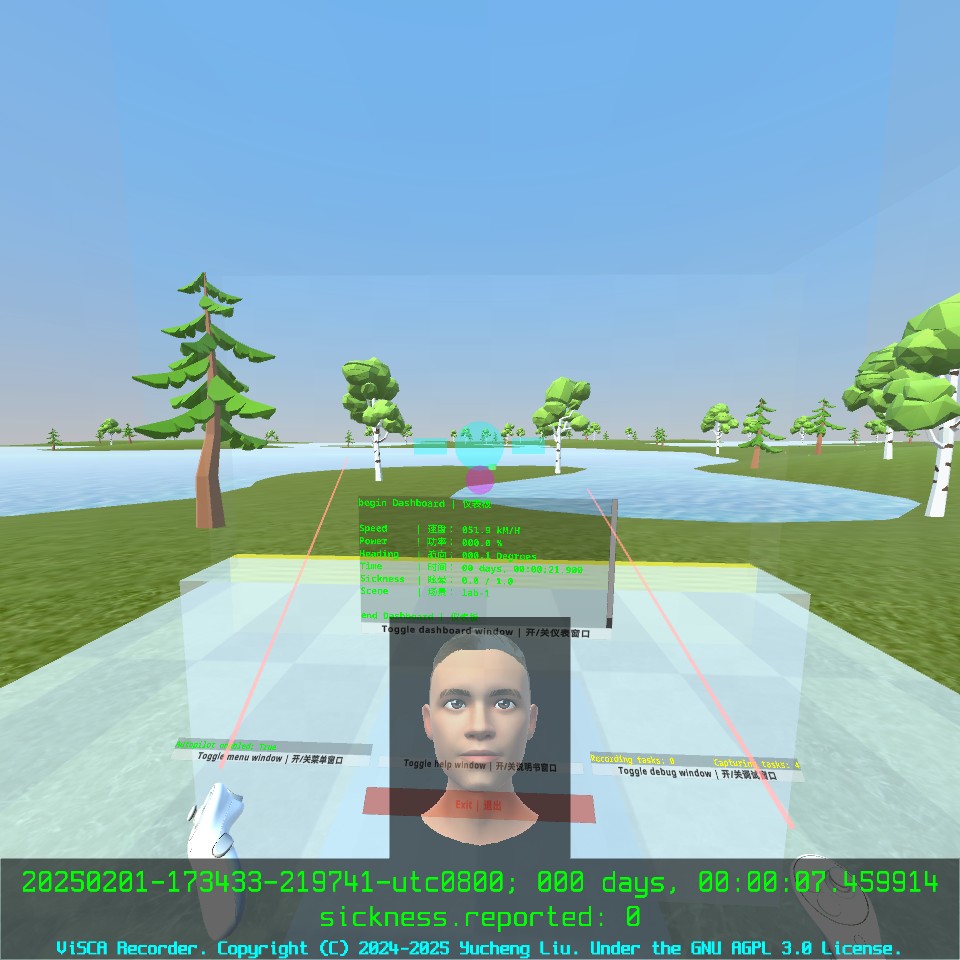 begin Dashboard | 仪表板
Speed | 速度： 051.9 kM/H
Power | 功率： 000.0 %
Heading | 方向： 000.1 Degrees
Time | 时间： 00 days, 00:00:21.900
Sickness | 眩晕： 0.0 / 1.0
Scene | 场景： lab-1
end Dashboard |
Toggle dashboard window | 开/关仪表窗口
Autopilot enabled: True
Toggle menu window | 开/关菜单窗口
Toggle help window | 开/关说明书窗口
Recording tasks: 0 Capturing tasks: 4
Toggle debug window | 开/关调试窗口
Exit | 退出
20250201-173433-219741-utc0800; 000 days, 00:00:07.459914
sickness.reported: 0
ViSCA Recorder. Copyright (C) 2024-2025 Yucheng Liu. Under the GNU AGPL 3.0 License.